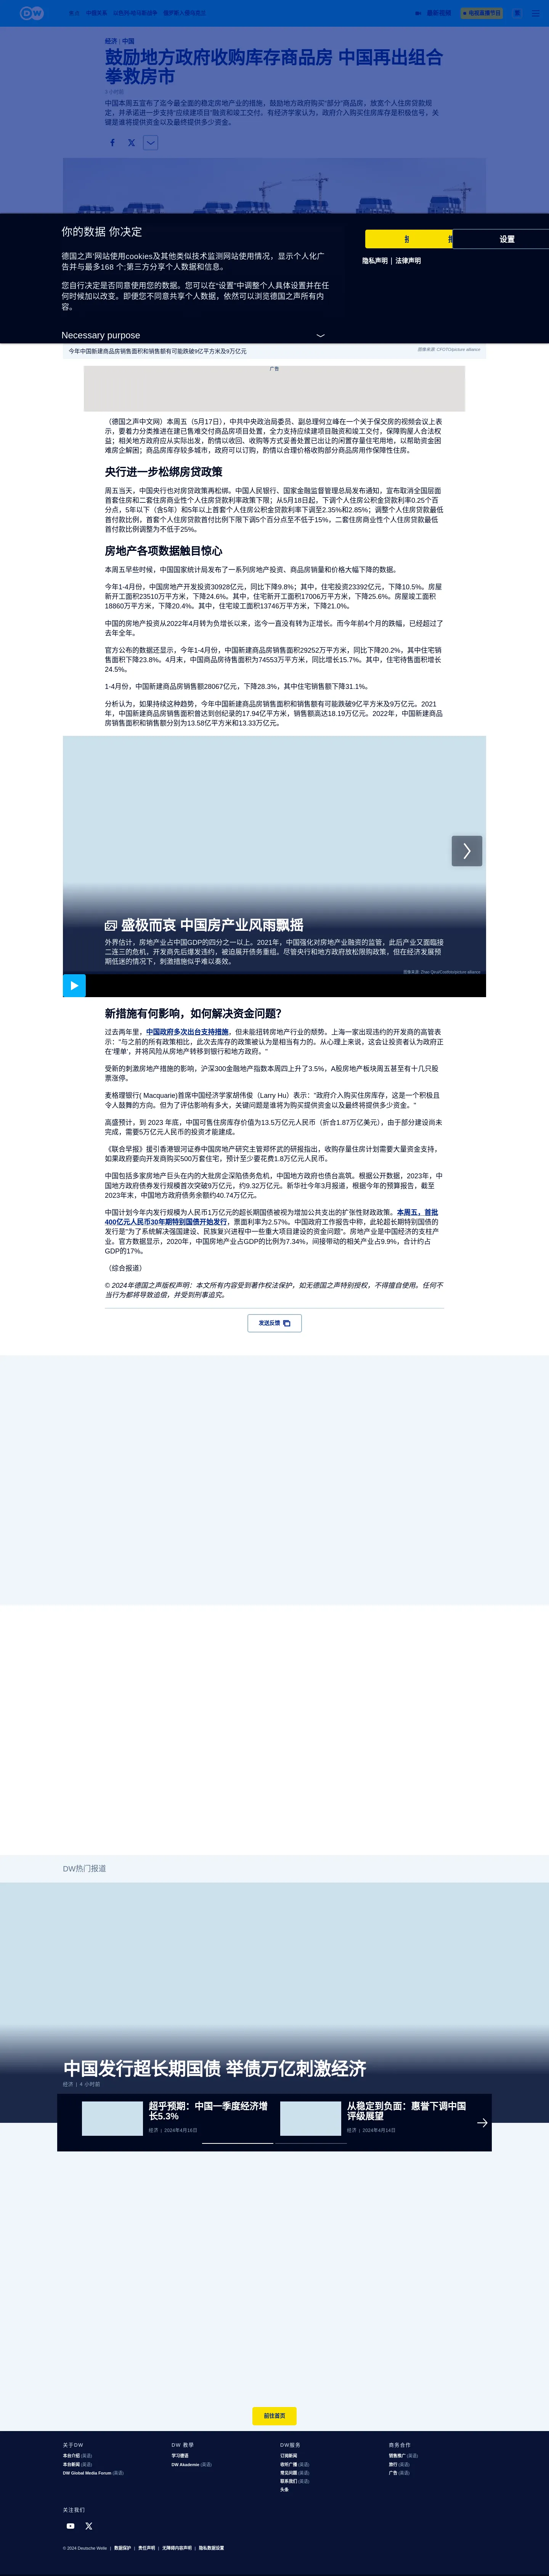 DW
最新视频
电视直播节目
经济 | 中国
鼓励地方政府收购库存商品房 中国再出组合
拳救房市
中国本周五宣布了迄今最全面的稳定房地产业的措施，鼓励地方政府购买“部分”商品房，放宽个人住房贷款规
定，并承诺进一步支持“应续建项目”融资和竣工交付。有经济学家认为，政府介入购买住房库存是积极信号，关
键是谁将提供资金以及最终提供多少资金。
你的数据 你决定
德国之声’网站使用cookies及其他类似技术监测网站使用情况，显示个人化广
告并与最多168 个;第三方分享个人数据和信息。
您自行决定是否同意使用您的数据。您可以在“设置”中调整个人具体设置并在任
何时候加以改变。即便您不同意共享个人数据，依然可以浏览德国之声所有内
容。
设置
隐私声明 | 法律声明
Necessary purpose
今年中国新建商品房销售面积和销售额有可能跌破9亿平方米及9万亿元
图像来源: CFOTO/picture alliance
广告
（德国之声中文网）本周五（5月17日），中共中央政治局委员、副总理何立峰在一个关于保交房的视频会议上表
示，要着力分类推进在建已售难交付商品房项目处置，全力支持应续建项目融资和竣工交付，保障购屋人合法权
益；相关地方政府应从实际出发，酌情以收回、收购等方式妥善处置已出让的闲置存量住宅用地，以帮助资金困
难房企解困；商品房库存较多城市，政府可以订购，酌情以合理价格收购部分商品房用作保障性住房。
央行进一步松绑房贷政策
周五当天，中国央行也对房贷政策再松绑。中国人民银行、国家金融监督管理总局发布通知，宣布取消全国层面
首套住房和二套住房商业性个人住房贷款利率政策下限；从5月18日起，下调个人住房公积金贷款利率0.25个百
分点，5年以下（含5年）和5年以上首套个人住房公积金贷款利率下调至2.35%和2.85%；调整个人住房贷款最低
首付款比例，首套个人住房贷款首付比例下限下调5个百分点至不低于15%，二套住房商业性个人住房贷款最低
首付款比例调整为不低于25%。
房地产各项数据触目惊心
本周五早些时候，中国国家统计局发布了一系列房地产投资、商品房销量和价格大幅下降的数据。
今年1-4月份，中国房地产开发投资30928亿元，同比下降9.8%；其中，住宅投资23392亿元，下降10.5%。房屋
新开工面积23510万平方米，下降24.6%。其中，住宅新开工面积17006万平方米，下降25.6%。房屋竣工面积
18860万平方米，下降20.4%。其中，住宅竣工面积13746万平方米，下降21.0%。
中国的房地产投资从2022年4月转为负增长以来，迄今一直没有转为正增长。而今年前4个月的跌幅，已经超过了
去年全年。
官方公布的数据还显示，今年1-4月份，中国新建商品房销售面积29252万平方米，同比下降20.2%，其中住宅销
售面积下降23.8%。4月末，中国商品房待售面积为74553万平方米，同比增长15.7%。其中，住宅待售面积增长
24.5%。
1-4月份，中国新建商品房销售额28067亿元，下降28.3%，其中住宅销售额下降31.1%。
分析认为，如果持续这种趋势，今年中国新建商品房销售面积和销售额有可能跌破9亿平方米及9万亿元。2021
年，中国新建商品房销售面积曾达到创纪录的17.94亿平方米，销售额高达18.19万亿元。2022年，中国新建商品
房销售面积和销售额分别为13.58亿平方米和13.33万亿元。
盛极而衰 中国房产业风雨飘摇
外界估计，房地产业占中国GDP的四分之一以上。2021年，中国强化对房地产业融资的监管，此后产业又面临接
二连三的危机，开发商先后爆发违约，被迫展开债务重组。尽管央行和地方政府放松限购政策，但在经济发展预
期低迷的情况下，刺激措施似乎难以奏效。
图像来源: Zhao Qirui/Costfoto/picture alliance
新措施有何影响，如何解决资金问题？
过去两年里，中国政府多次出台支持措施，但未能扭转房地产行业的颓势。上海一家出现违约的开发商的高管表
示："与之前的所有政策相比，此次去库存的政策被认为是相当有力的。从心理上来说，这会让投资者认为政府正
在'理单'，并将风险从房地产转移到银行和地方政府。"
受新的刺激房地产措施的影响，沪深300金融地产指数本周四上升了3.5%，A股房地产板块周五甚至有十几只股
票涨停。
麦格理银行( Macquarie)首席中国经济学家胡伟俊（Larry Hu）表示："政府介入购买住房库存，这是一个积极且
令人鼓舞的方向。但为了评估影响有多大，关键问题是谁将为购买提供资金以及最终将提供多少资金。"
高盛预计，到 2023 年底，中国可售住房库存价值为13.5万亿元人民币（折合1.87万亿美元），由于部分建设尚未
完成，需要5万亿元人民币的投资才能建成。
《联合早报》援引香港银河证券中国房地产研究主管郑怀武的研报指出，收购存量住房计划需要大量资金支持，
如果政府要向开发商购买500万套住宅，预计至少要花费1.8万亿元人民币。
中国包括多家房地产巨头在内的大批房企深陷债务危机，中国地方政府也债台高筑。根据公开数据，2023年，中
国地方政府债券发行规模首次突破9万亿元大关，达到约9.32万亿元。新华社今年3月报道，根据初步预计，截至
2023年末，中国地方政府债务余额约40.74万亿元。
中国计划今年内发行规模为人民币1万亿元的超长期国债被视为增加公共支出的扩张性财政政策。本周五，首批
400亿元人民币30年期特别国债开始发行，票面利率为2.57%。中国政府工作报告中称，此轮超长期特别国债的
发行是"为了系统解决强国建设、民族复兴进程中一些重大项目建设的资金问题"。房地产是中国经济的支柱产
业。官方数据显示，2020年，中国房地产业占GDP的比例为7.34%，间接带动的相关产业占9.9%，合计约占
GDP的17%。
（综合报道）
© 2024年德国之声版权声明：本文所有内容受到著作权法保护，如无德国之声特别授权，不得擅自使用。任何不
当行为都将导致追偿，并受到刑事追究。
发送反馈
DW热门报道
中国发行超长期国债 举债万亿刺激经济
经济 | 4 小时前
超乎预期：中国一季度经济增
长5.3%
经济 | 2024年4月16日
从稳定到负面：惠誉下调中国
评级展望
经济 | 2024年4月14日
前往首页
关于DW
本台介绍 (英语)
本台新闻 (英语)
DW Global Media Forum (英语)
DW 教学
学习德语
DW Akademie (英语)
DW服务
订阅新闻
收听广播 (英语)
常见问题 (英语)
联系我们 (英语)
头条
商务合作
销售推广 (英语)
旅行 (英语)
广告 (英语)
关注我们
© 2024 Deutsche Welle | 数据保护 | 责任声明 | 无障碍内容声明 | 隐私数据设置